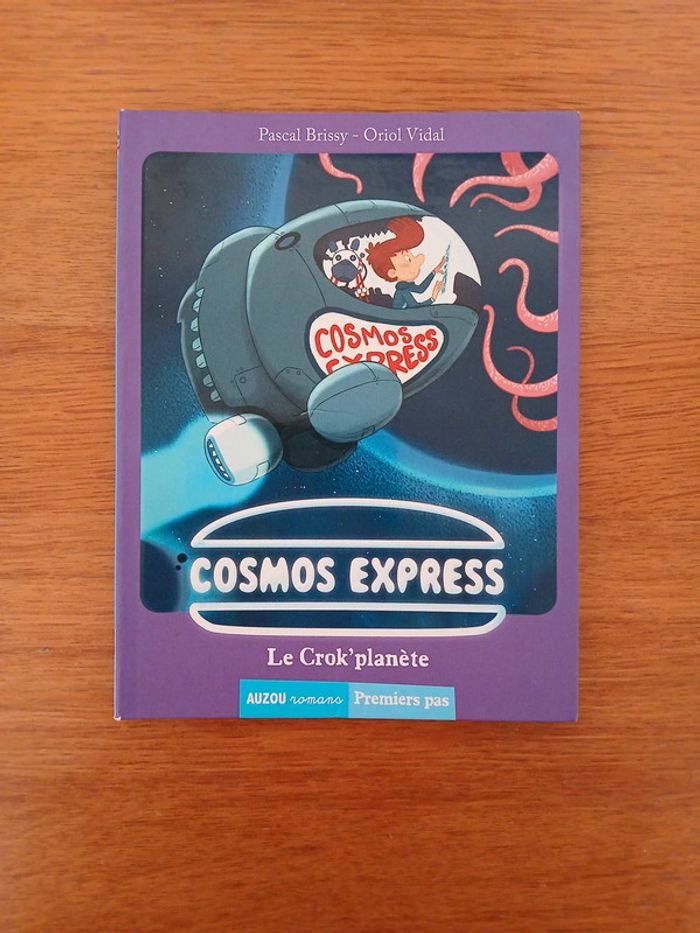 Pascal Brissy - Oriol Vidal
COSMOS
EXPRESS
COSMOS EXPRESS
Le Crok'planète
AUZOU romans Premiers pas